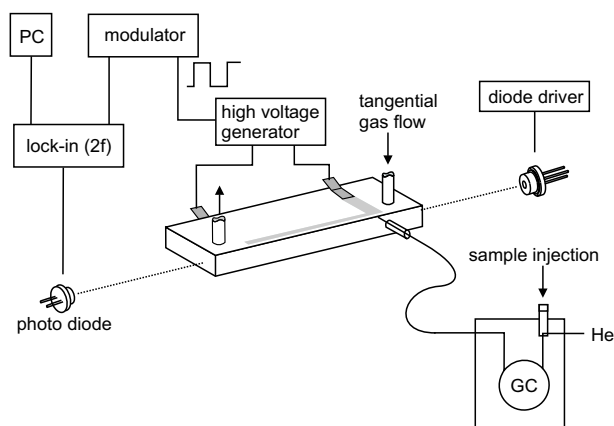 PC
modulator
lock-in (2f)
high voltage
generator
tangential
gas flow
diode driver
photo diode
sample injection
He
GC